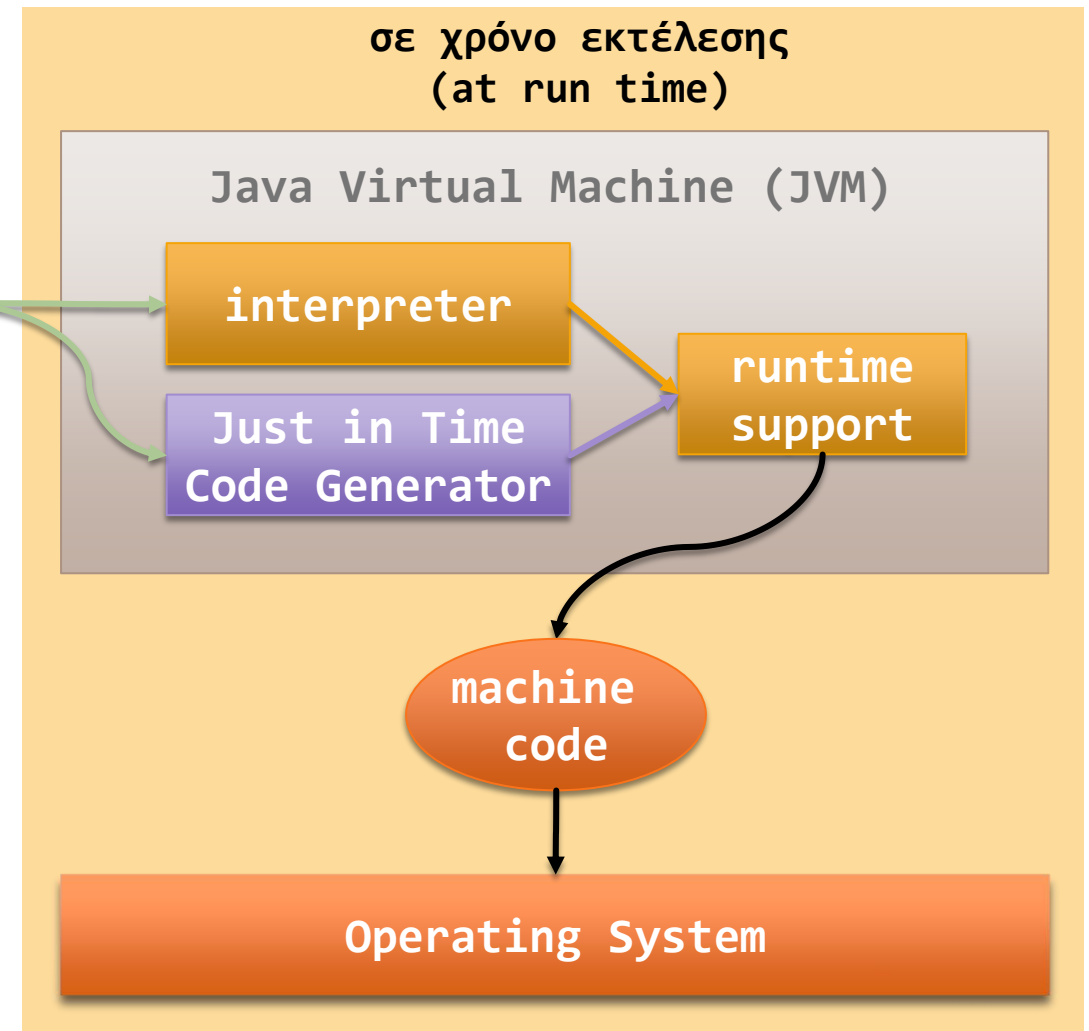 σε χρόνο εκτέλεσης
(at run time)
Java Virtual Machine (JVM)
interpreter
runtime
support
Just in Time
Code Generator
machine
code
Operating System